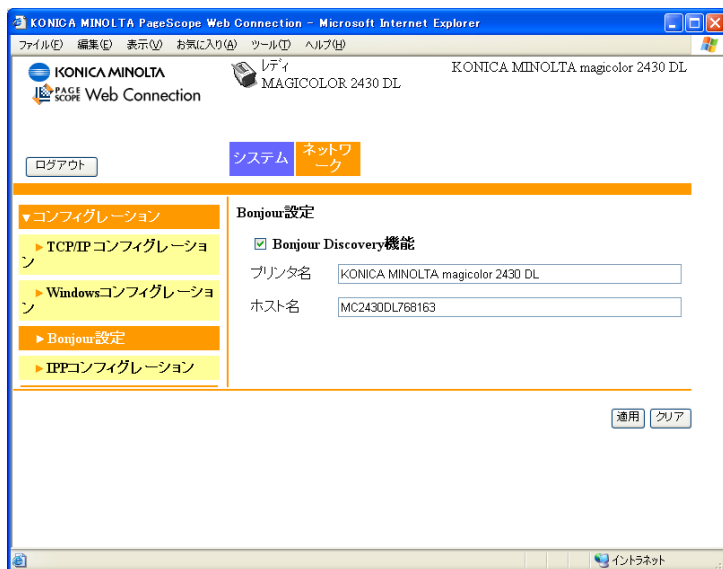 KONICA MINOLTA PageScope Web Connection - Microsoft Internet Explorer
ファイル(F) 編集(E) 表示(V) お気に入り(A) ツール(T) ヘルプ(H)
KONICA MINOLTA
PAGE SCOPE Web Connection
レディ
MAGICOLOR 2430 DL
KONICA MINOLTA magicolor 2430 DL
ログアウト
システム
ネットワ
ーク
▼コンフィグレーション
►TCP/IP コンフィグレーショ
ン
►Windowsコンフィグレーショ
ン
►Bonjour設定
►IPPコンフィグレーション
Bonjour設定
Bonjour Discovery機能
プリンタ名 KONICA MINOLTA magicolor 2430 DL
ホスト名 MC2430DL768163
適用 クリア
イントラネット